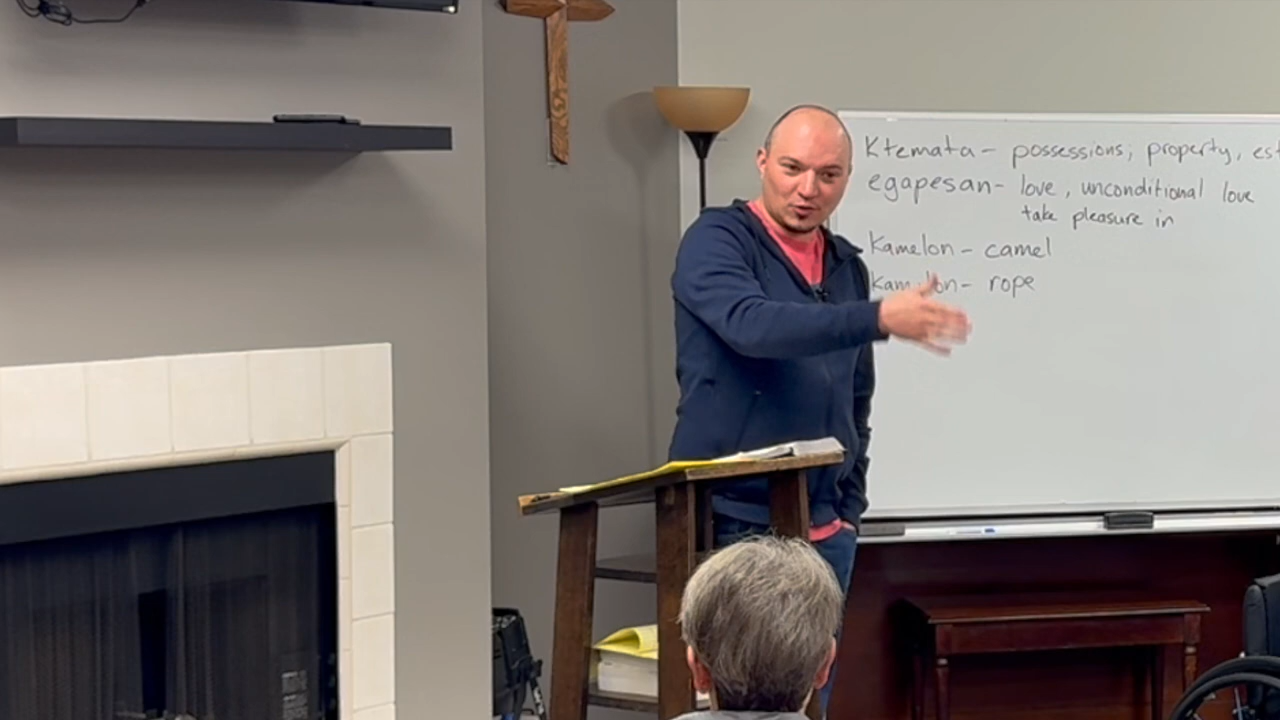 Ktemata - possessions, property, est
egapesan - love, unconditional love
take pleasure in
Kamelon - camel
rope